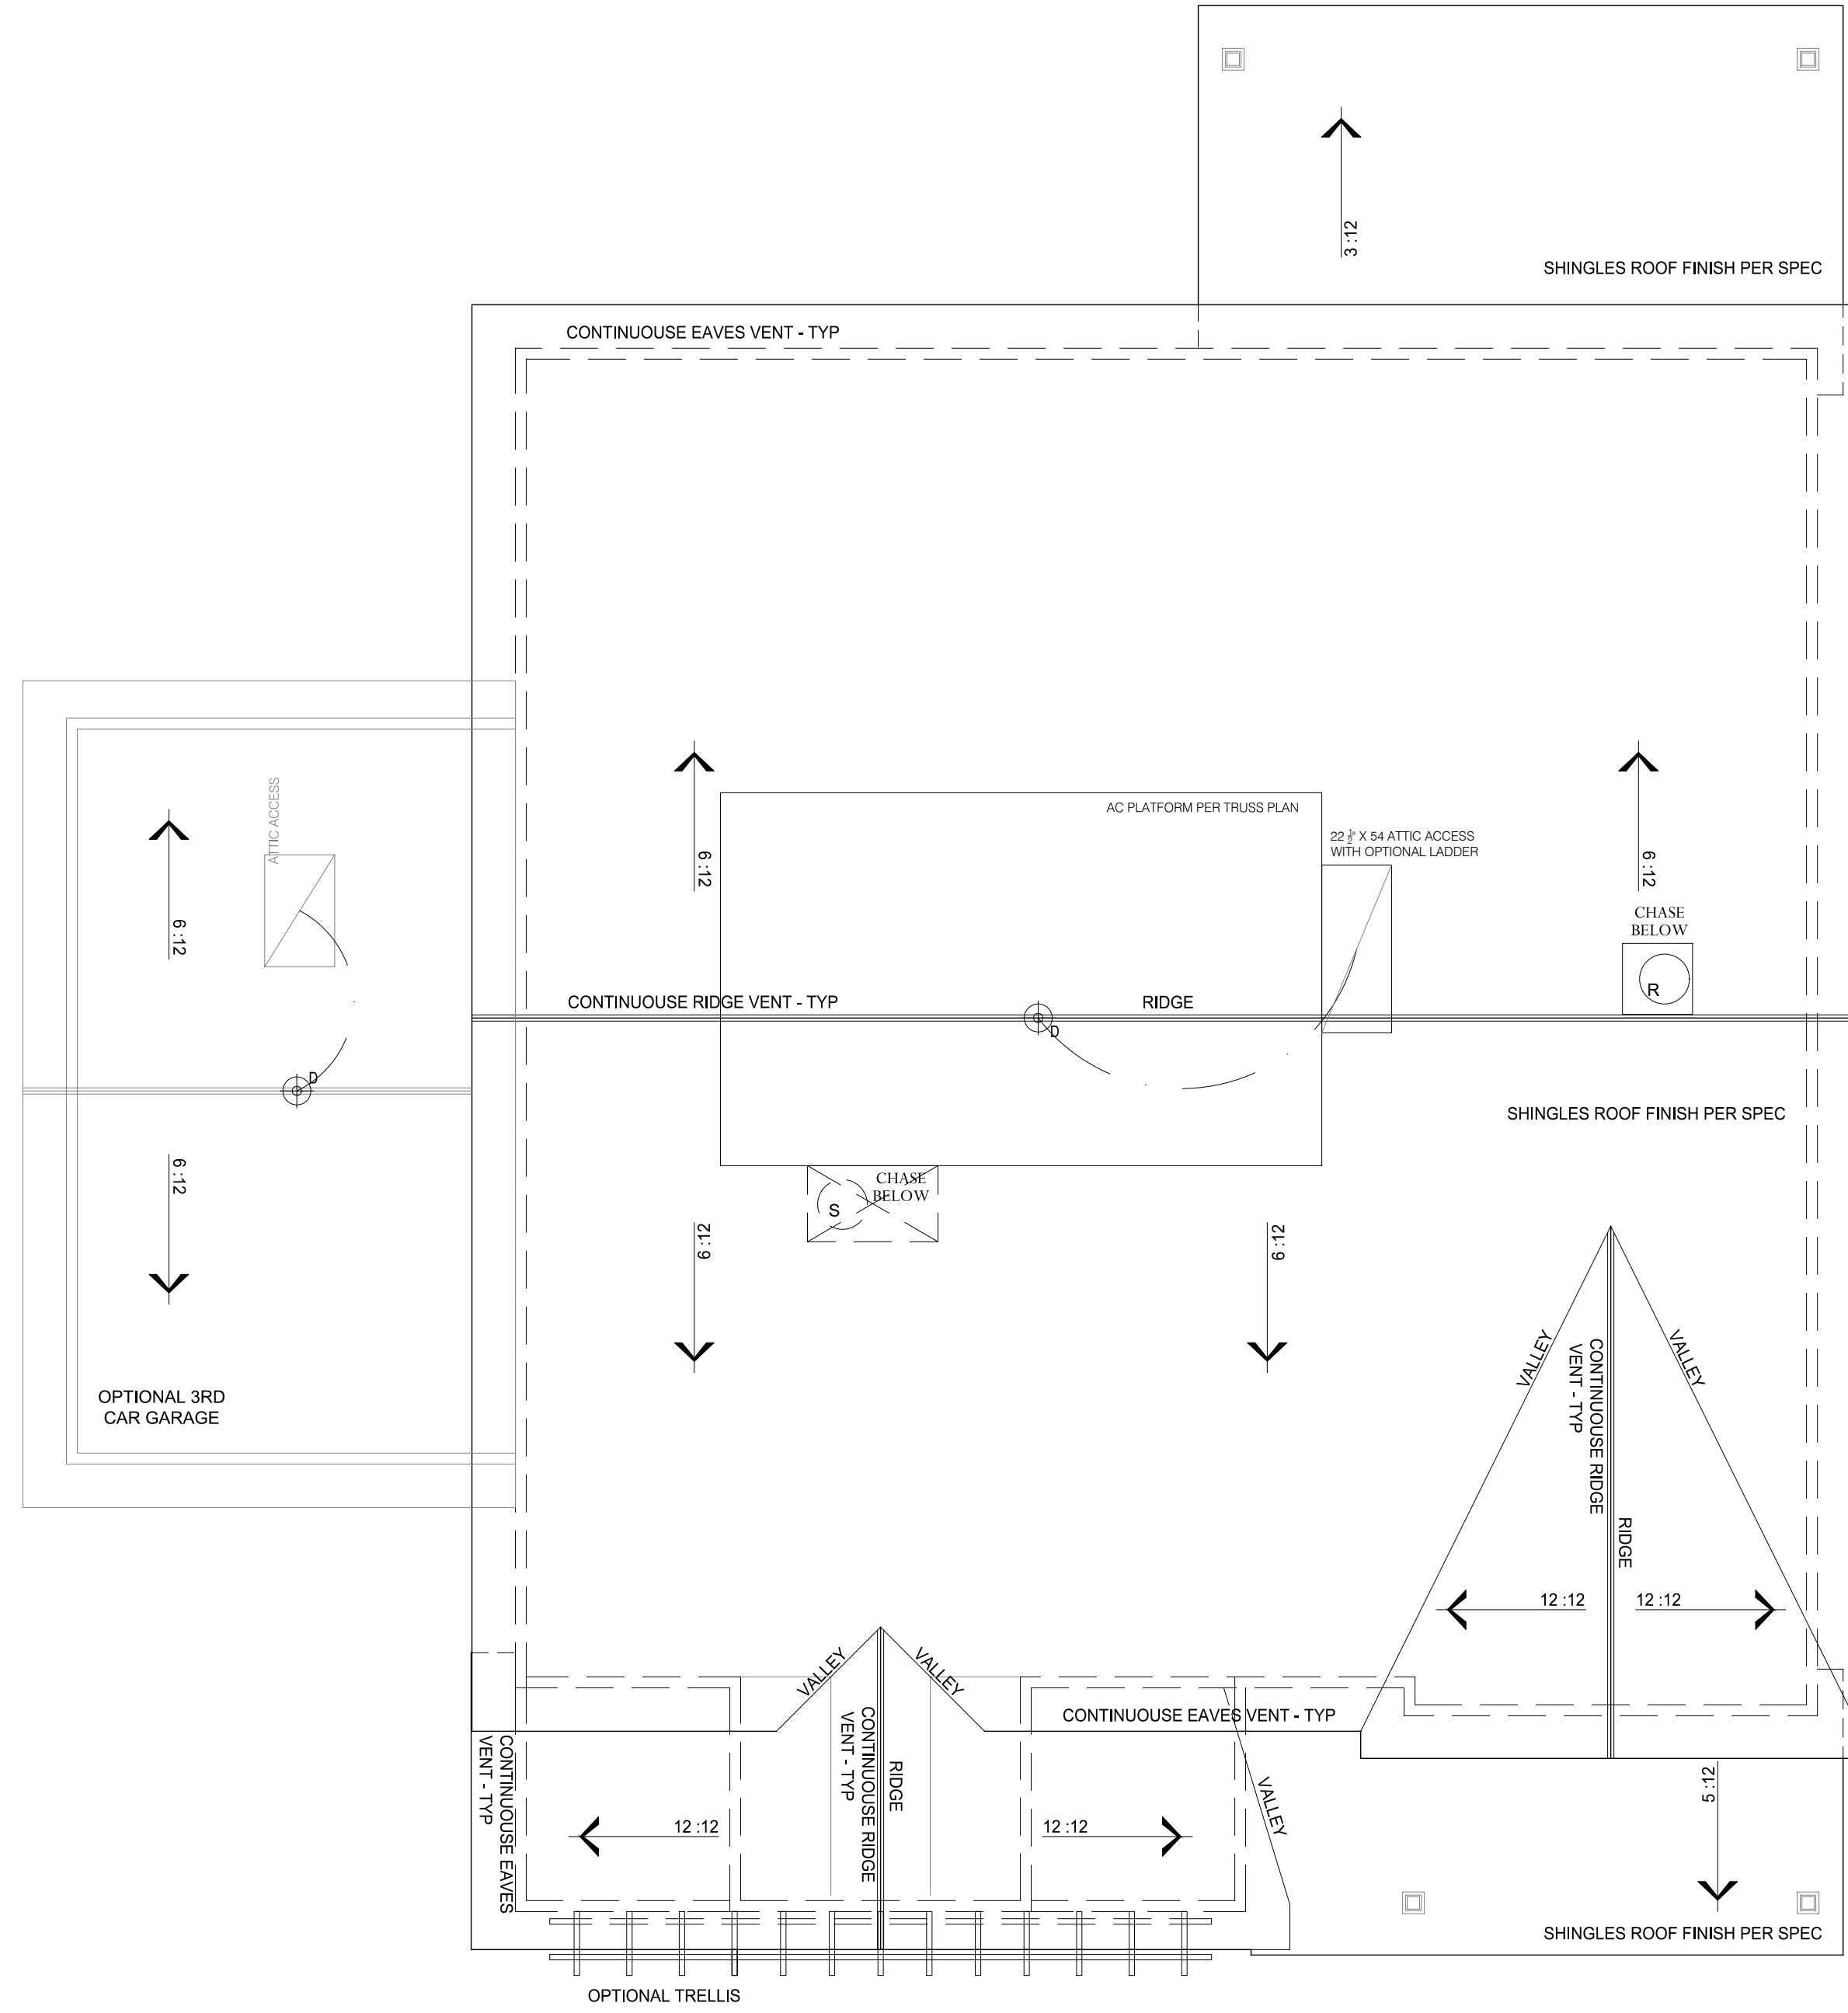 3 :12
SHINGLES ROOF FINISH PER SPEC
CONTINUOUSE EAVES VENT - TYP
ATTIC ACCESS
AC PLATFORM PER TRUSS PLAN
22 ½" X 54 ATTIC ACCESS
WITH OPTIONAL LADDER
6 :12
6 :12
6 :12
CHASE
BELOW
R
CONTINUOUSE RIDGE VENT - TYP
RIDGE
D
D
SHINGLES ROOF FINISH PER SPEC
6 :12
CHASE
BELOW
S
6 :12
6 :12
OPTIONAL 3RD
CAR GARAGE
VALLEY
CONTINUOUSE RIDGE
VENT - TYP
VALLEY
RIDGE
12 :12
12 :12
VALLEY
VALLEY
CONTINUOUSE EAVES VENT - TYP
CONTINUOUSE EAVES
VENT - TYP
CONTINUOUSE RIDGE
VENT - TYP
RIDGE
VALLEY
5 :12
12 :12
12 :12
SHINGLES ROOF FINISH PER SPEC
OPTIONAL TRELLIS